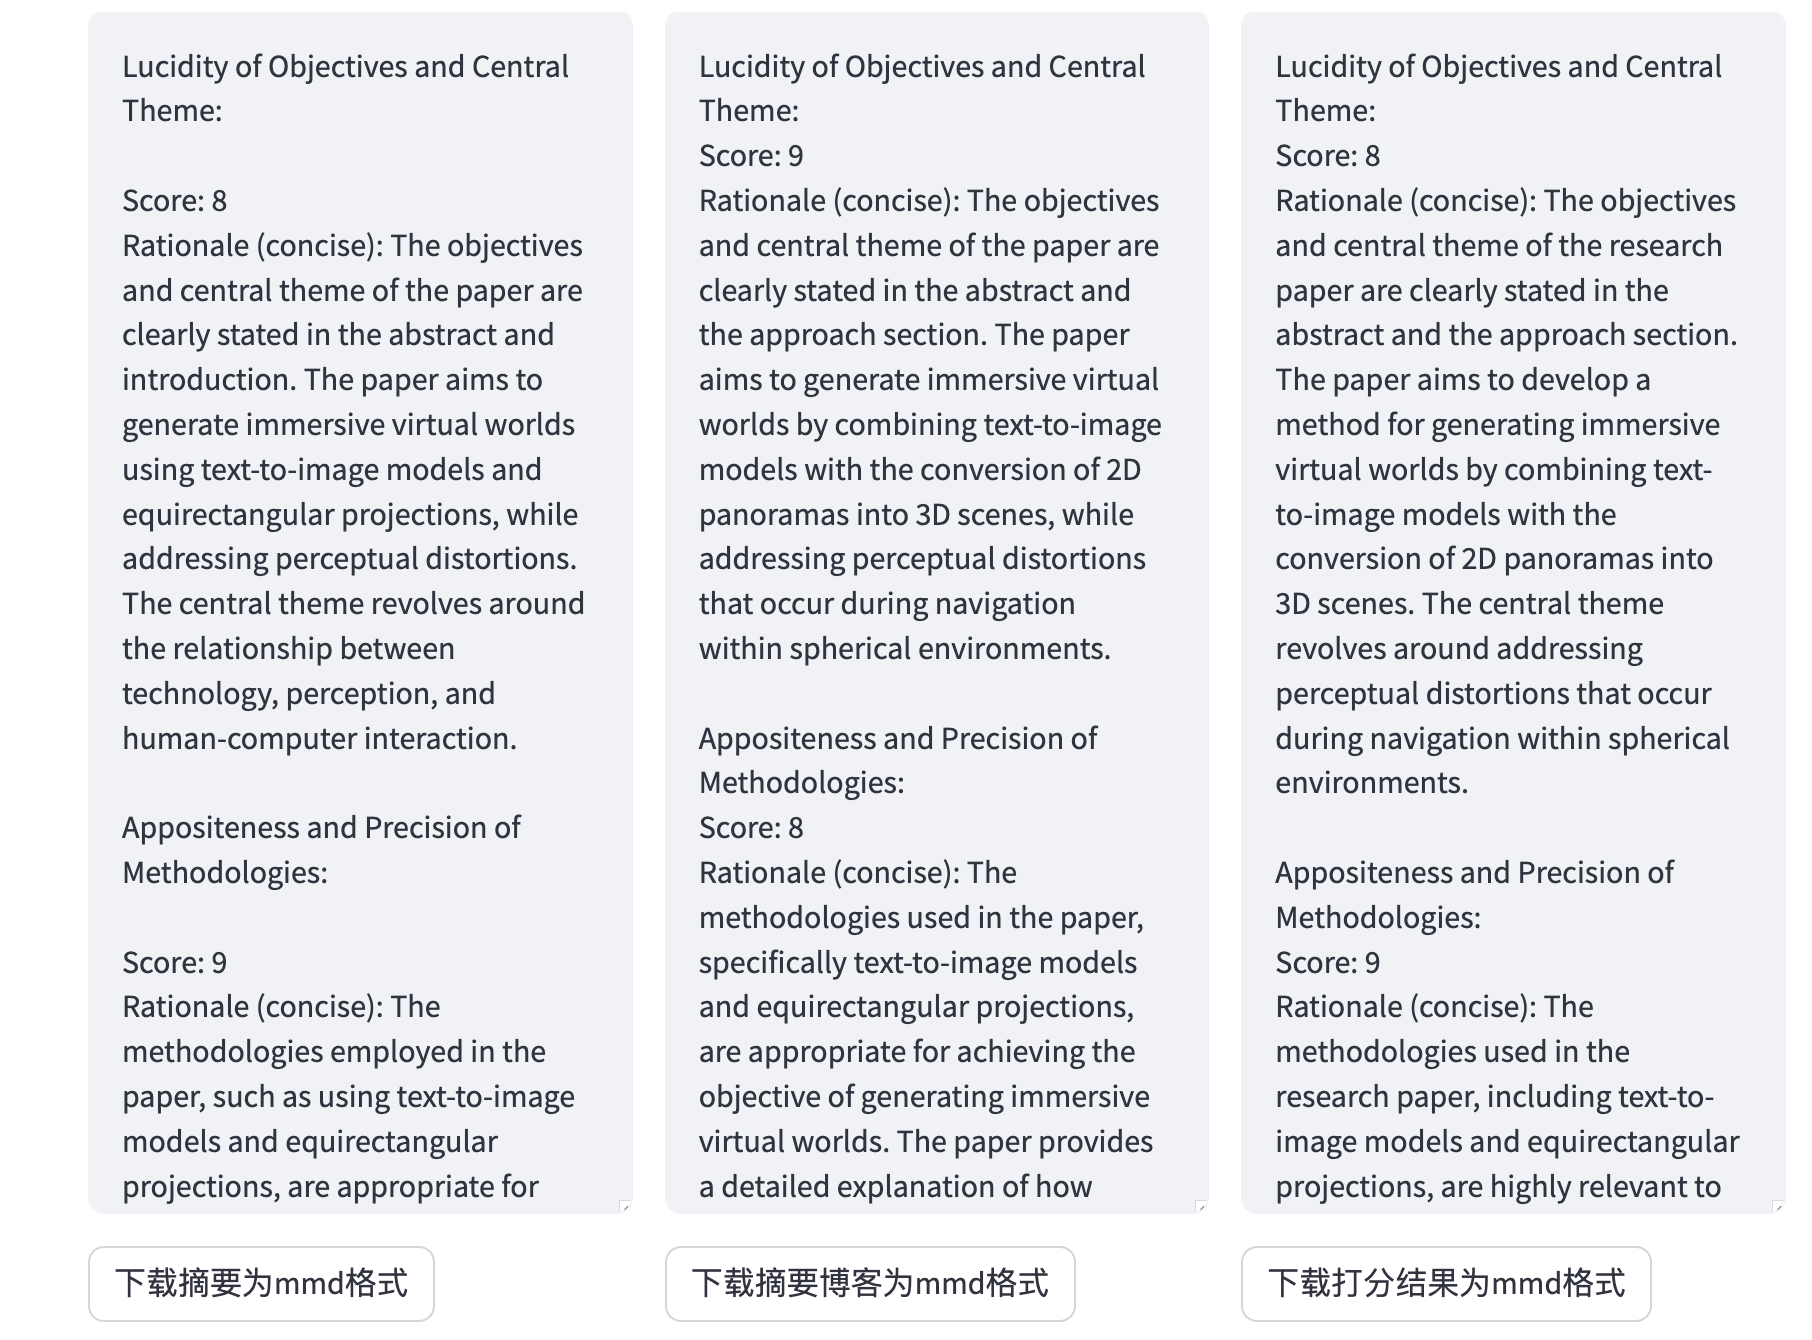 Lucidity of Objectives and Central
Theme:
Score: 8
Rationale (concise): The objectives
and central theme of the paper are
clearly stated in the abstract and
introduction. The paper aims to
generate immersive virtual worlds
using text-to-image models and
equirectangular projections, while
addressing perceptual distortions.
The central theme revolves around
the relationship between
technology, perception, and
human-computer interaction.
Appositeness and Precision of
Methodologies:
Score: 9
Rationale (concise): The
methodologies employed in the
paper, such as using text-to-image
models and equirectangular
projections, are appropriate for
下载摘要为mmd格式
Lucidity of Objectives and Central
Theme:
Score: 9
Rationale (concise): The objectives
and central theme of the paper are
clearly stated in the abstract and
the approach section. The paper
aims to generate immersive virtual
worlds by combining text-to-image
models with the conversion of 2D
panoramas into 3D scenes, while
addressing perceptual distortions
that occur during navigation
within spherical environments.
Appositeness and Precision of
Methodologies:
Score: 8
Rationale (concise): The
methodologies used in the paper,
specifically text-to-image models
and equirectangular projections,
are appropriate for achieving the
objective of generating immersive
virtual worlds. The paper provides
a detailed explanation of how
下载摘要博客为mmd格式
Lucidity of Objectives and Central
Theme:
Score: 8
Rationale (concise): The objectives
and central theme of the research
paper are clearly stated in the
abstract and the approach section.
The paper aims to develop a
method for generating immersive
virtual worlds by combining text-
to-image models with the
conversion of 2D panoramas into
3D scenes. The central theme
revolves around addressing
perceptual distortions that occur
during navigation within spherical
environments.
Appositeness and Precision of
Methodologies:
Score: 9
Rationale (concise): The
methodologies used in the
research paper, including text-to-
image models and equirectangular
projections, are highly relevant to
下载打分结果为mmd格式